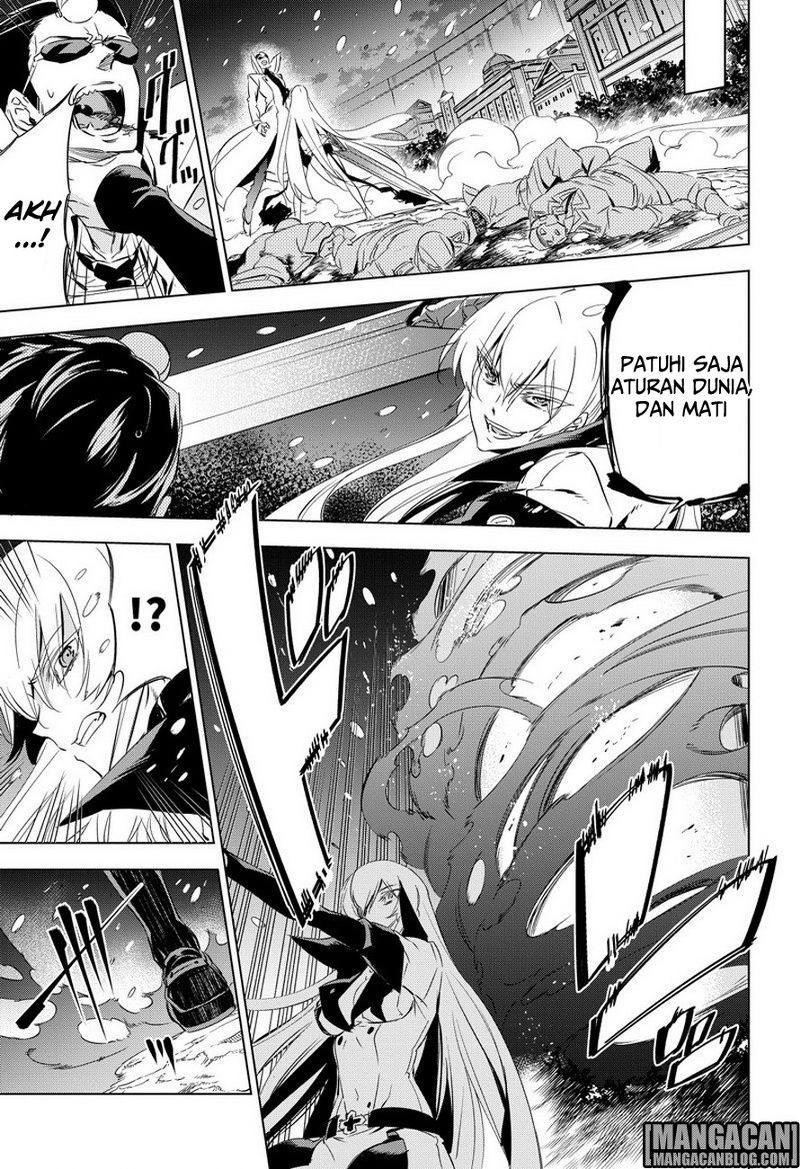 AKH
...!
PATUHI SAJA
ATURAN DUNIA,
DAN MATI
!?
MANGACAN
MANGACANBLOG.COM